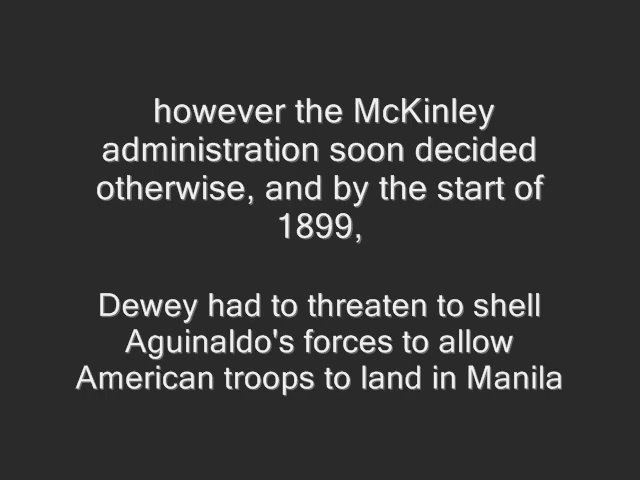 however the McKinley
administration soon decided
otherwise, and by the start of
1899,
Dewey had to threaten to shell
Aguinaldo's forces to allow
American troops to land in Manila